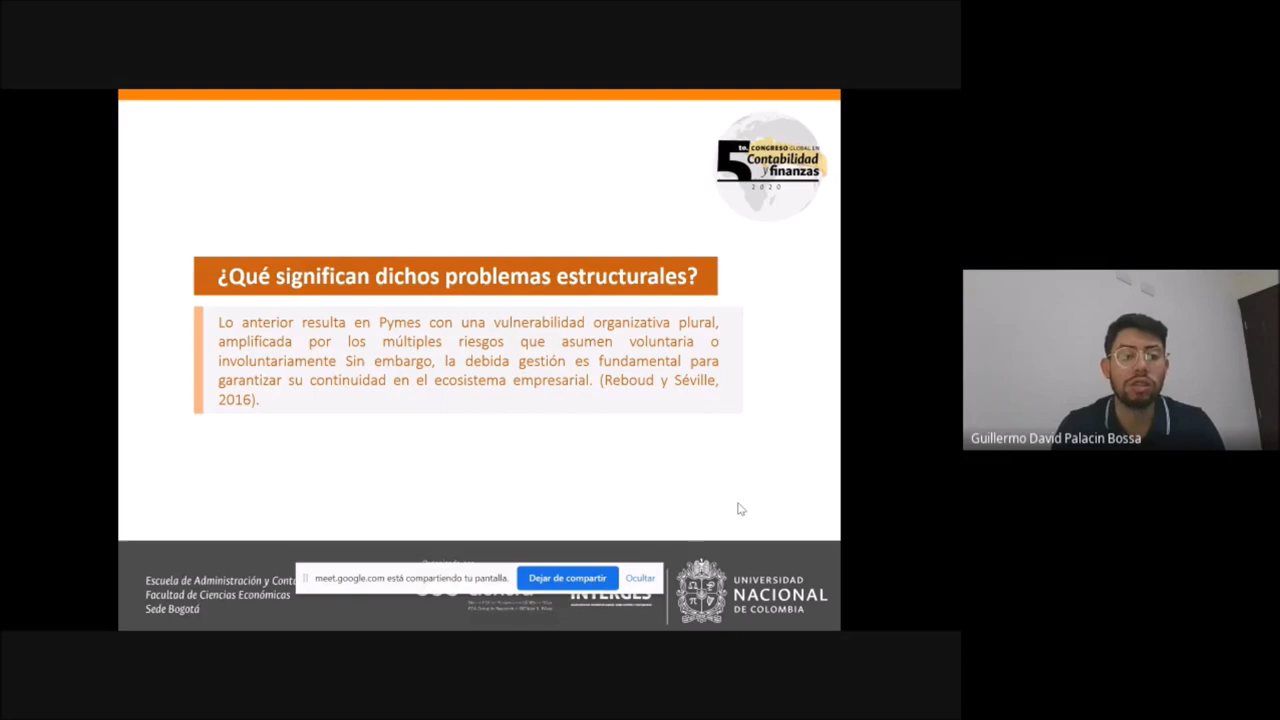 5to. CONGRESO GLOBAL EN
Contabilidad
y finanzas
2020
¿Qué significan dichos problemas estructurales?
Lo anterior resulta en Pymes con una vulnerabilidad organizativa plural,
amplificada por los múltiples riesgos que asumen voluntaria o
involuntariamente Sin embargo, la debida gestión es fundamental para
garantizar su continuidad en el ecosistema empresarial. (Reboud y Séville,
2016).
Guillermo David Palacin Bossa
Escuela de Administración y Conta
Facultad de Ciencias Económicas
Sede Bogotá
meet.google.com está compartiendo tu pantalla.
Dejar de compartir
Ocultar
INTERGES
UNIVERSIDAD
NACIONAL
DE COLOMBIA